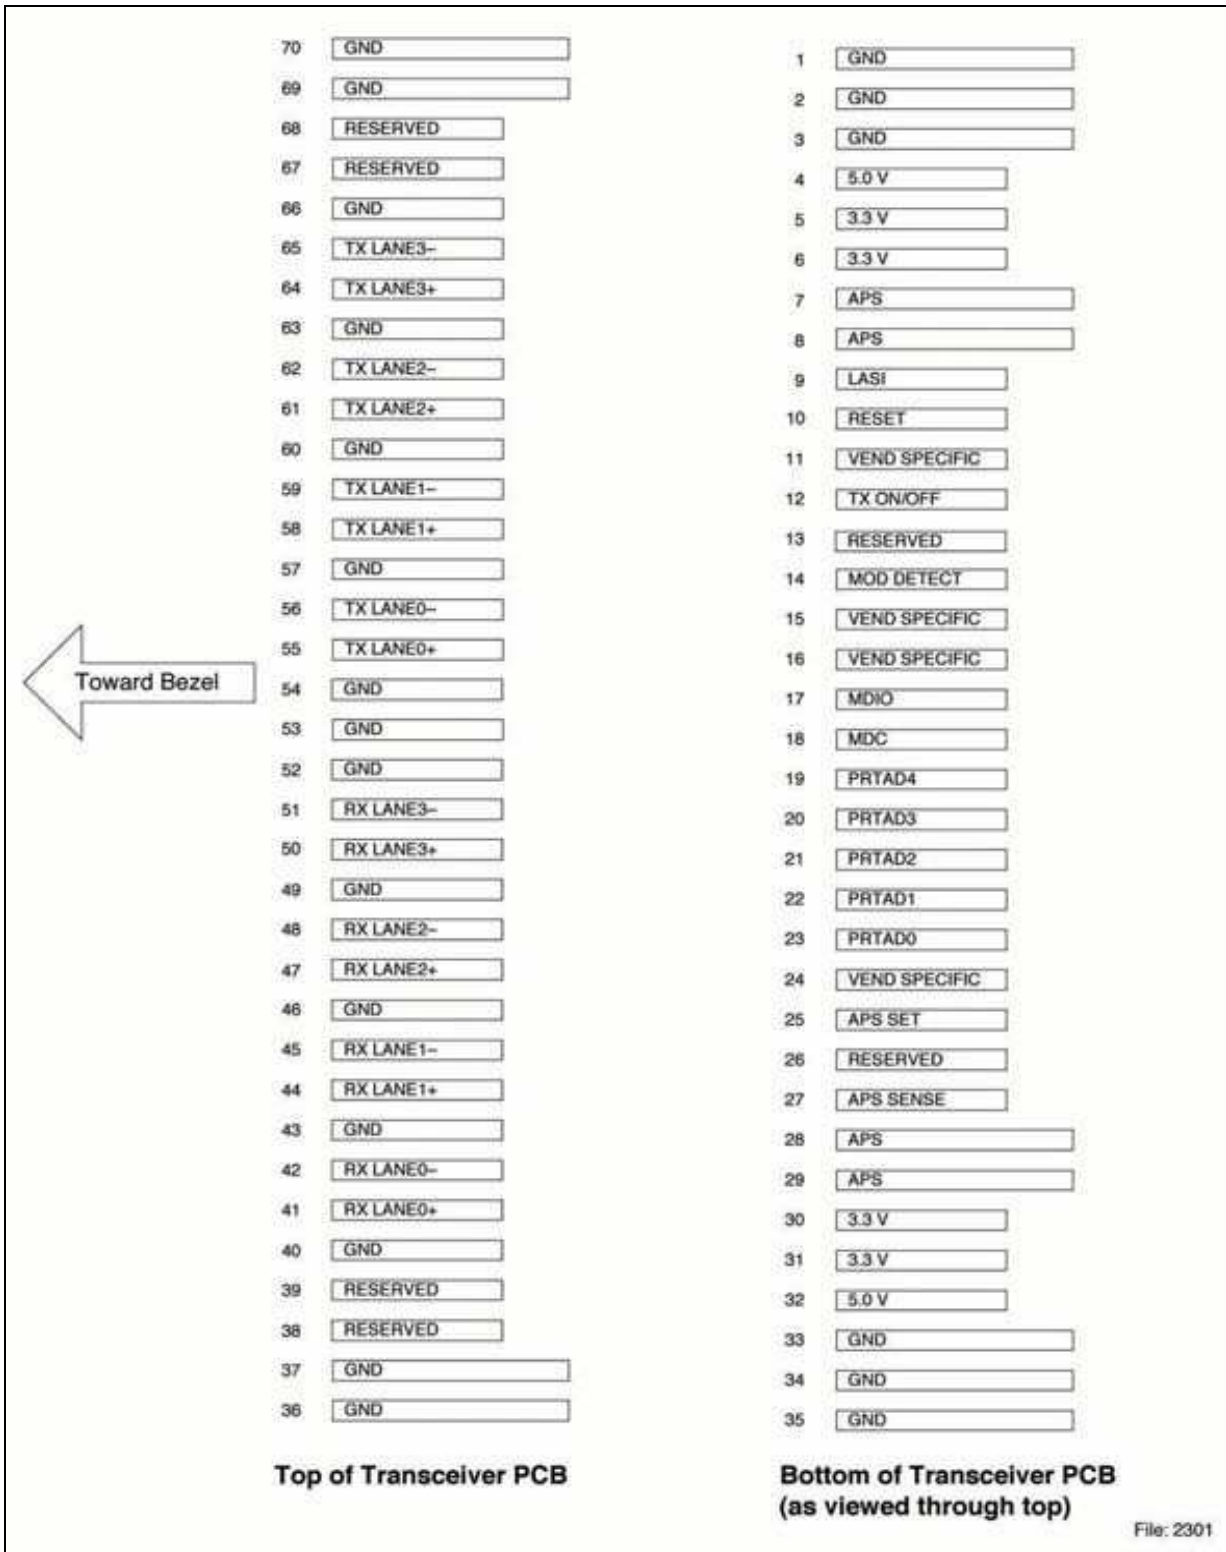 70 GND
69 GND
68 RESERVED
67 RESERVED
66 GND
65 TX LANE3–
64 TX LANE3+
63 GND
62 TX LANE2–
61 TX LANE2+
60 GND
59 TX LANE1–
58 TX LANE1+
57 GND
56 TX LANE0–
55 TX LANE0+
54 GND
53 GND
52 GND
51 RX LANE3–
50 RX LANE3+
49 GND
48 RX LANE2–
47 RX LANE2+
46 GND
45 RX LANE1–
44 RX LANE1+
43 GND
42 RX LANE0–
41 RX LANE0+
40 GND
39 RESERVED
38 RESERVED
37 GND
36 GND
Toward Bezel
Top of Transceiver PCB
1 GND
2 GND
3 GND
4 5.0 V
5 3.3 V
6 3.3 V
7 APS
8 APS
9 LASI
10 RESET
11 VEND SPECIFIC
12 TX ON/OFF
13 RESERVED
14 MOD DETECT
15 VEND SPECIFIC
16 VEND SPECIFIC
17 MDIO
18 MDC
19 PRTAD4
20 PRTAD3
21 PRTAD2
22 PRTAD1
23 PRTAD0
24 VEND SPECIFIC
25 APS SET
26 RESERVED
27 APS SENSE
28 APS
29 APS
30 3.3 V
31 3.3 V
32 5.0 V
33 GND
34 GND
35 GND
Bottom of Transceiver PCB
(as viewed through top)
File: 2301